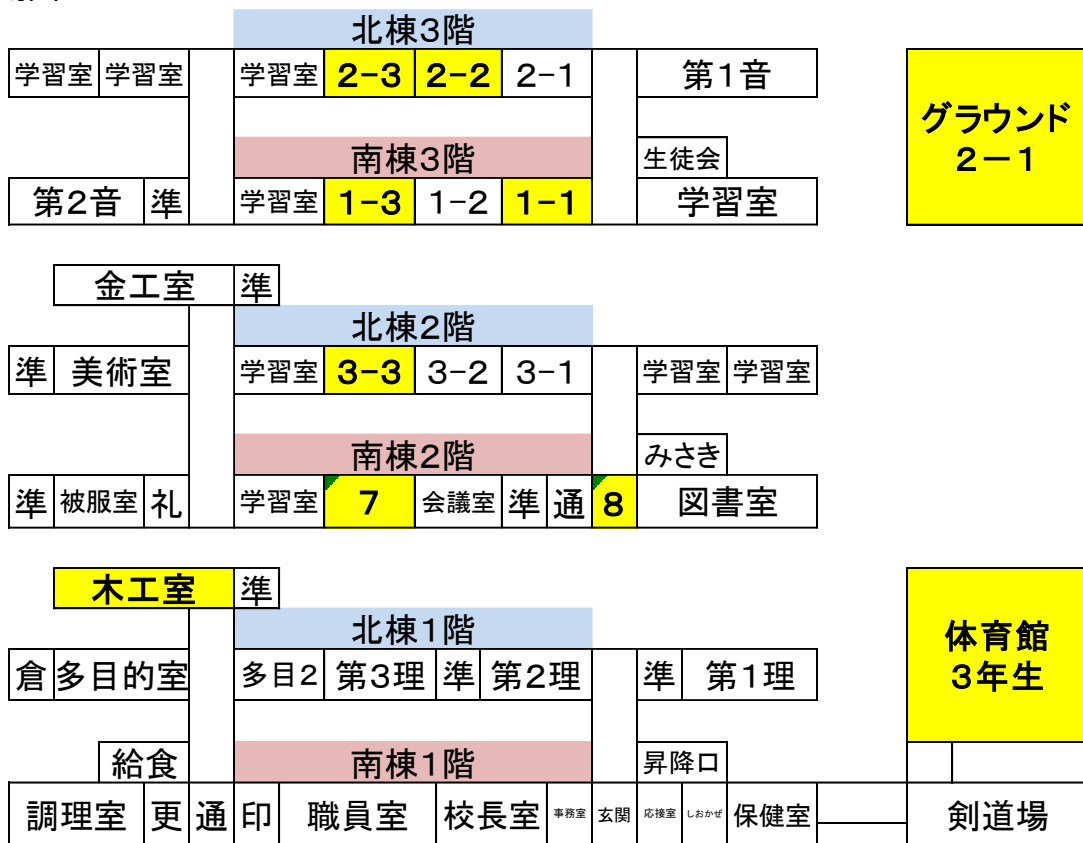 北棟3階
学習室 学習室 学習室 2-3 2-2 2-1 第1音
グラウンド
2－1
南棟3階 生徒会
第2音 準 学習室 1-3 1-2 1-1 学習室
金工室 準
北棟2階
準 美術室 学習室 3-3 3-2 3-1 学習室 学習室
南棟2階 みさき
準 被服室 礼 学習室 7 会議室 準 通 8 図書室
木工室 準
北棟1階
体育館
3年生
倉 多目的室 多目2 第3理 準 第2理 準 第1理
給食 南棟1階 昇降口
調理室 更 通 印 職員室 校長室 事務室 玄関 応接室 しおかぜ 保健室 剣道場